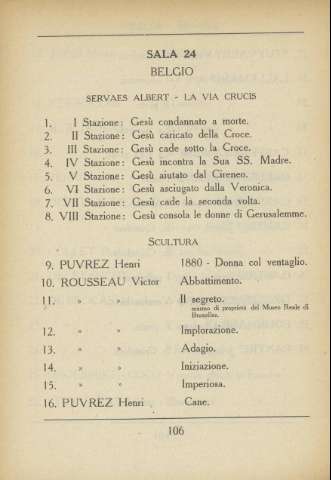 SALA 24
BELGIO
SERVAES ALBERT - LA VIA CRUCIS
1. I Stazione: Gesù condannato a morte.
2. II Stazione: Gesù caricato della Croce.
3. III Stazione: Gesù cade sotto la Croce.
4. IV Stazione: Gesù incontra la Sua SS. Madre.
5. V Stazione: Gesù aiutato dal Cireneo.
6. VI Stazione: Gesù asciugato dalla Veronica.
7. VII Stazione: Gesù cade la seconda volta.
8. VIII Stazione: Gesù consola le donne di Gerusalemme.
SCULTURA
9. PUVREZ Henri 1880 - Donna col ventaglio.
10. ROUSSEAU Victor Abbattimento.
11. » » Il segreto.
marmo di proprietà del Museo Reale di
Bruxelles.
12. » » Implorazione.
13. » » Adagio.
14. » » Iniziazione.
15. » » Imperiosa.
16. PUVREZ Henri Cane.
106